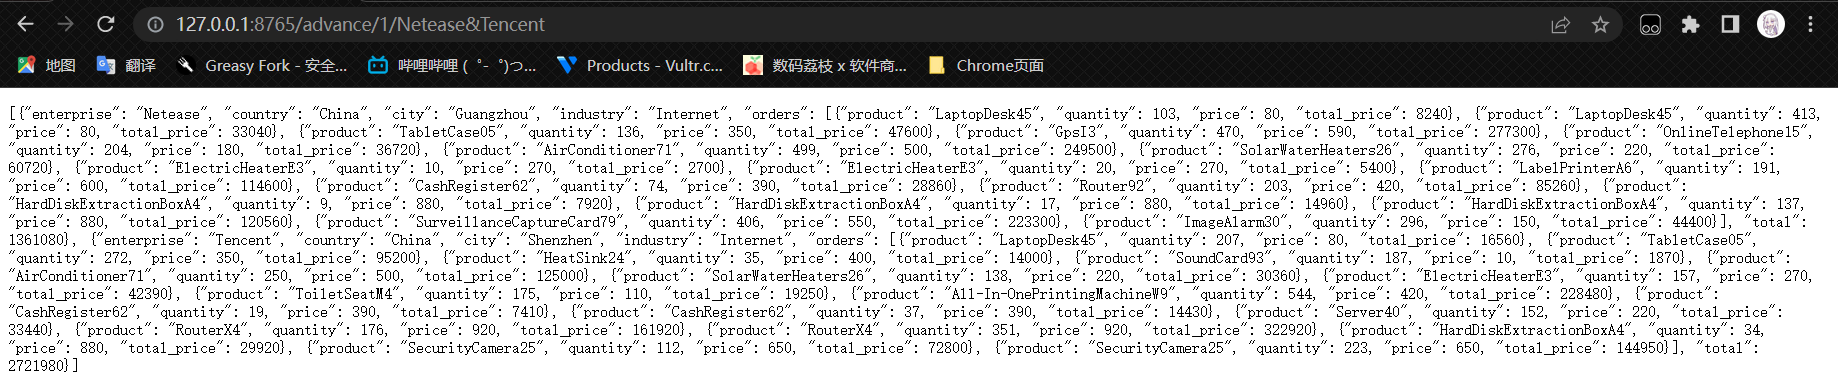 127.0.0.1:8765/advance/1/Netease&Tencent
地图 翻译 Greasy Fork - 安全... 哔哩哔哩 ( ゜- ゜)つ... Products - Vultr.c... 数码荔枝 x 软件商... Chrome页面
[{"enterprise": "Netease", "country": "China", "city": "Guangzhou", "industry": "Internet", "orders": [{"product": "LaptopDesk45", "quantity": 103, "price": 80, "total_price": 8240}, {"product": "LaptopDesk45", "quantity": 413,
"price": 80, "total_price": 33040}, {"product": "TabletCase05", "quantity": 136, "price": 350, "total_price": 47600}, {"product": "GpsI3", "quantity": 470, "price": 590, "total_price": 277300}, {"product": "OnlineTelephone15",
"quantity": 204, "price": 180, "total_price": 36720}, {"product": "AirConditioner71", "quantity": 499, "price": 500, "total_price": 249500}, {"product": "SolarWaterHeaters26", "quantity": 276, "price": 220, "total_price":
60720}, {"product": "ElectricHeaterE3", "quantity": 10, "price": 270, "total_price": 2700}, {"product": "ElectricHeaterE3", "quantity": 20, "price": 270, "total_price": 5400}, {"product": "LabelPrinterA6", "quantity": 191,
"price": 600, "total_price": 114600}, {"product": "CashRegister62", "quantity": 74, "price": 390, "total_price": 28860}, {"product": "Router92", "quantity": 203, "price": 420, "total_price": 85260}, {"product":
"HardDiskExtractionBoxA4", "quantity": 9, "price": 880, "total_price": 7920}, {"product": "HardDiskExtractionBoxA4", "quantity": 17, "price": 880, "total_price": 14960}, {"product": "HardDiskExtractionBoxA4", "quantity": 137,
"price": 880, "total_price": 120560}, {"product": "SurveillanceCaptureCard79", "quantity": 406, "price": 550, "total_price": 223300}, {"product": "ImageAlarm30", "quantity": 296, "price": 150, "total_price": 44400}], "total":
1361080}, {"enterprise": "Tencent", "country": "China", "city": "Shenzhen", "industry": "Internet", "orders": [{"product": "LaptopDesk45", "quantity": 207, "price": 80, "total_price": 16560}, {"product": "TabletCase05",
"quantity": 272, "price": 350, "total_price": 95200}, {"product": "HeatSink24", "quantity": 35, "price": 400, "total_price": 14000}, {"product": "SoundCard93", "quantity": 187, "price": 10, "total_price": 1870}, {"product":
"AirConditioner71", "quantity": 250, "price": 500, "total_price": 125000}, {"product": "SolarWaterHeaters26", "quantity": 138, "price": 220, "total_price": 30360}, {"product": "ElectricHeaterE3", "quantity": 157, "price": 270,
"total_price": 42390}, {"product": "ToiletSeatM4", "quantity": 175, "price": 110, "total_price": 19250}, {"product": "All-In-OnePrintingMachineW9", "quantity": 544, "price": 420, "total_price": 228480}, {"product":
"CashRegister62", "quantity": 19, "price": 390, "total_price": 7410}, {"product": "CashRegister62", "quantity": 37, "price": 390, "total_price": 14430}, {"product": "Server40", "quantity": 152, "price": 220, "total_price":
33440}, {"product": "RouterX4", "quantity": 176, "price": 920, "total_price": 161920}, {"product": "RouterX4", "quantity": 351, "price": 920, "total_price": 322920}, {"product": "HardDiskExtractionBoxA4", "quantity": 34,
"price": 880, "total_price": 29920}, {"product": "SecurityCamera25", "quantity": 112, "price": 650, "total_price": 72800}, {"product": "SecurityCamera25", "quantity": 223, "price": 650, "total_price": 144950}], "total":
2721980}]